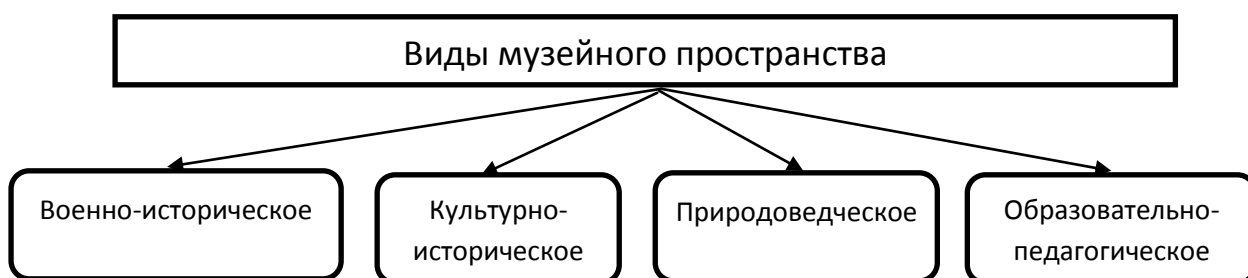 Виды музейного пространства
Военно-историческое
Культурно-
историческое
Природоведческое
Образовательно-
педагогическое